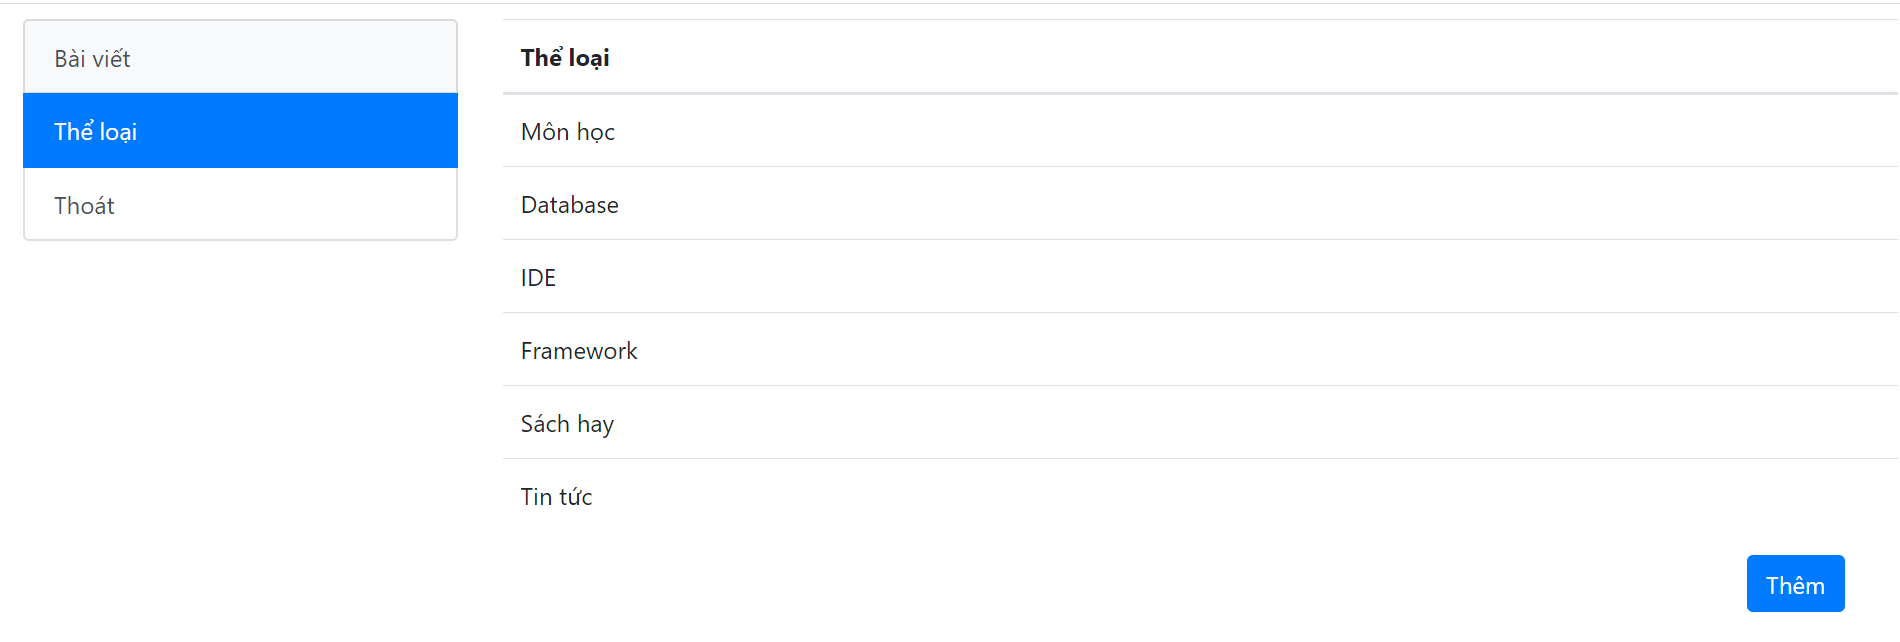 Bài viết
Thể loại
Thoát
Thể loại
Môn học
Database
IDE
Framework
Sách hay
Tin tức
Thêm